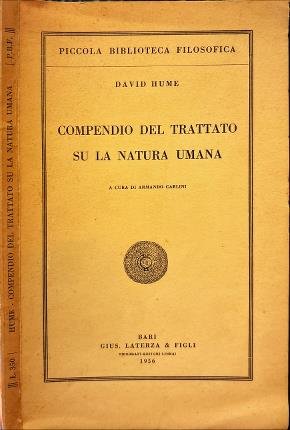 PICCOLA BIBLIOTECA FILOSOFICA
DAVID HUME
COMPENDIO DEL TRATTATO
SU LA NATURA UMANA
A CURA DI ARMANDO CARLINI
BARI
GIUS. LATERZA & FIGLI
TIPOGRAFI-EDITORI-LIBRAI
1956
L. 350
HUME - COMPENDIO DEL TRATTATO SU LA NATURA UMANA
[P.B.F.]